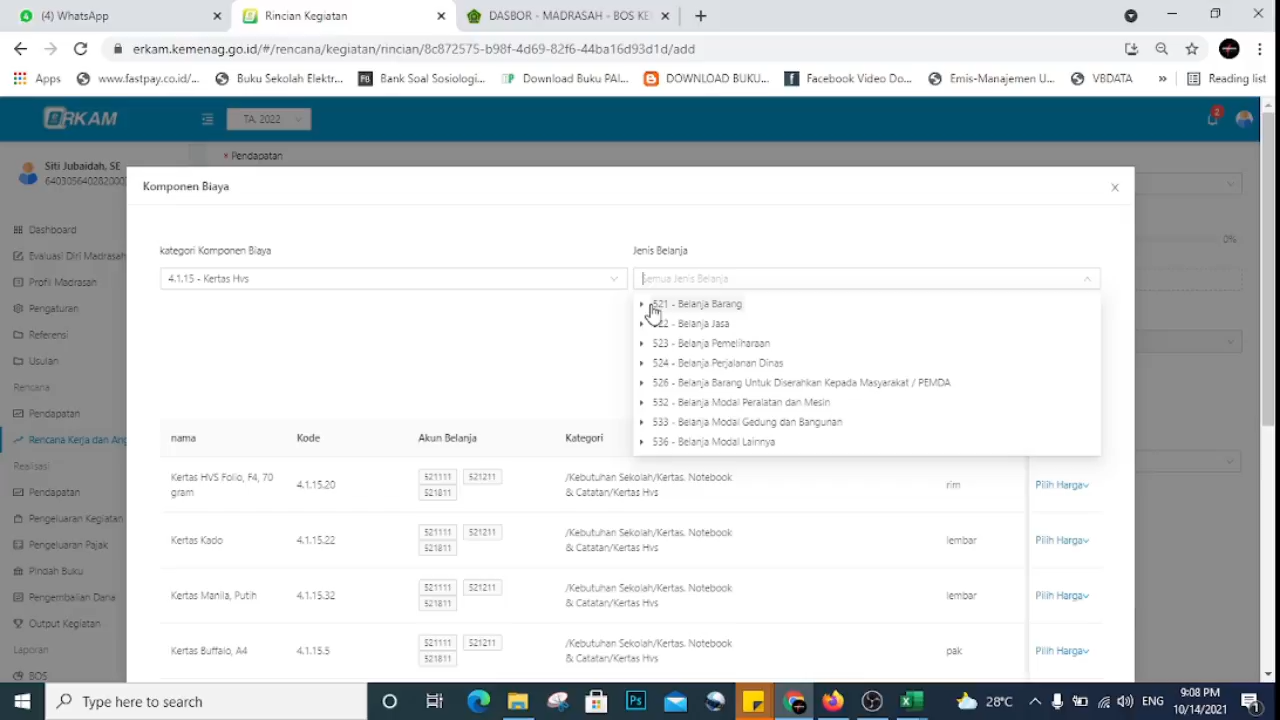 (4) WhatsApp
Rincian Kegiatan
DASBOR - MADRASAH - BOS KE
erkam.kemenag.go.id/#/rencana/kegiatan/rincian/8c872575-b98f-4d69-82f6-44ba16d93d1d/add
Apps
www.fastpay.co.id/...
Buku Sekolah Elektr...
Bank Soal Sosiologi...
Download Buku PAI,...
DOWNLOAD BUKU...
Facebook Video Do...
Emis-Manajemen U...
VBDATA
»
Reading list
ERKAM
TA, 2022
2
Siti Jubaidah, SE
* Pendapatan
Komponen Biaya
Dashboard
Evaluasi Diri Madrasah
Profil Madrasah
Pengaturan
Referensi
Usulan
Rencana
Pendapatan
Rencana Kerja dan Ang
Realisasi
Pendapatan
Pengeluaran Kegiatan
Pengeluaran Pajak
Pindah Buku
Pengembalian Dana
Output Kegiatan
Laporan
BOS
0%
kategori Komponen Biaya
Jenis Belanja
4.1.15 - Kertas Hvs
Semua Jenis Belanja
521 - Belanja Barang
522 - Belanja Jasa
523 - Belanja Pemeliharaan
524 - Belanja Perjalanan Dinas
526 - Belanja Barang Untuk Diserahkan Kepada Masyarakat / PEMDA
532 - Belanja Modal Peralatan dan Mesin
533 - Belanja Modal Gedung dan Bangunan
536 - Belanja Modal Lainnya
nama
Kode
Akun Belanja
Kategori
Kertas HVS Folio, F4, 70
gram
4.1.15.20
521111 521211
521811
/Kebutuhan Sekolah/Kertas. Notebook
& Catatan/Kertas Hvs
rim
Pilih Harga
Kertas Kado
4.1.15.22
521111 521211
521811
/Kebutuhan Sekolah/Kertas. Notebook
& Catatan/Kertas Hvs
lembar
Pilih Harga
Kertas Manila, Putih
4.1.15.32
521111 521211
521811
/Kebutuhan Sekolah/Kertas. Notebook
& Catatan/Kertas Hvs
lembar
Pilih Harga
Kertas Buffalo, A4
4.1.15.5
521111 521211
521811
/Kebutuhan Sekolah/Kertas. Notebook
& Catatan/Kertas Hvs
pak
Pilih Harga
Type here to search
Ps
28°C
ENG
9:08 PM
10/14/2021
1